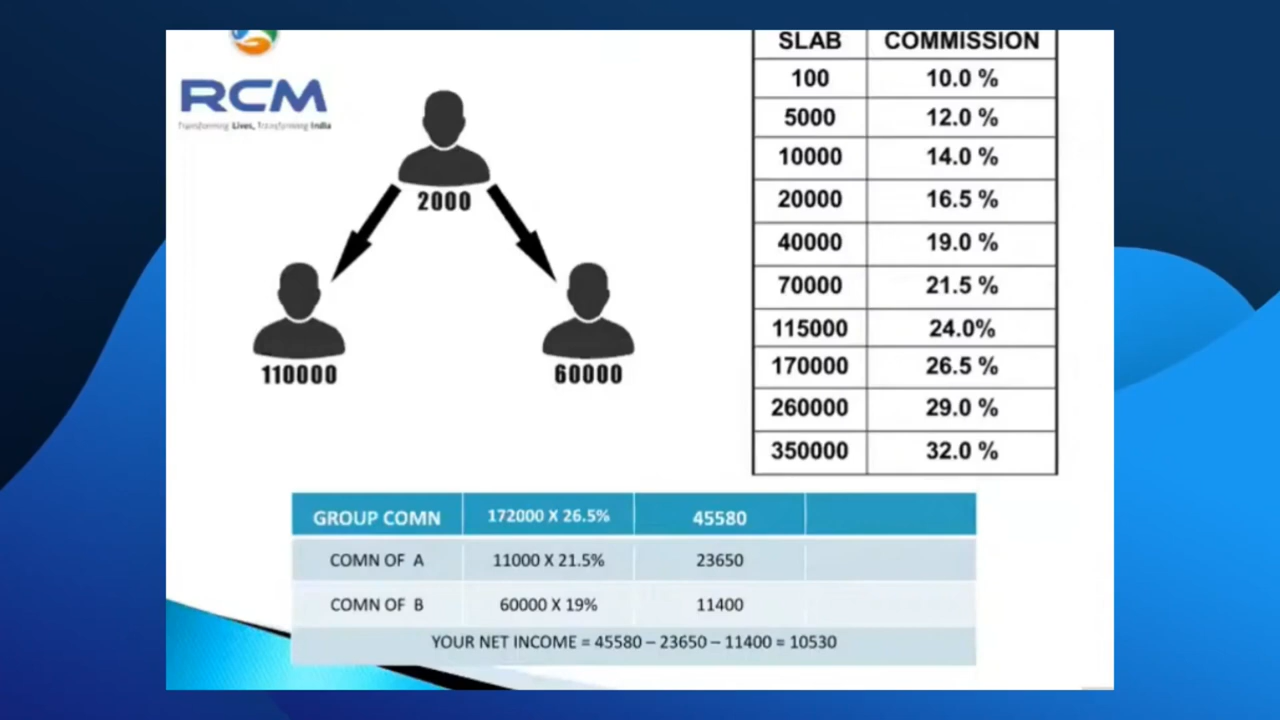 RCM
Transforming Lives, Transforming India
2000
110000
60000
SLAB COMMISSION
100 10.0 %
5000 12.0 %
10000 14.0 %
20000 16.5 %
40000 19.0 %
70000 21.5 %
115000 24.0%
170000 26.5 %
260000 29.0 %
350000 32.0 %
GROUP COMN 172000 X 26.5% 45580
COMN OF A 11000 X 21.5% 23650
COMN OF B 60000 X 19% 11400
YOUR NET INCOME = 45580 – 23650 – 11400 = 10530